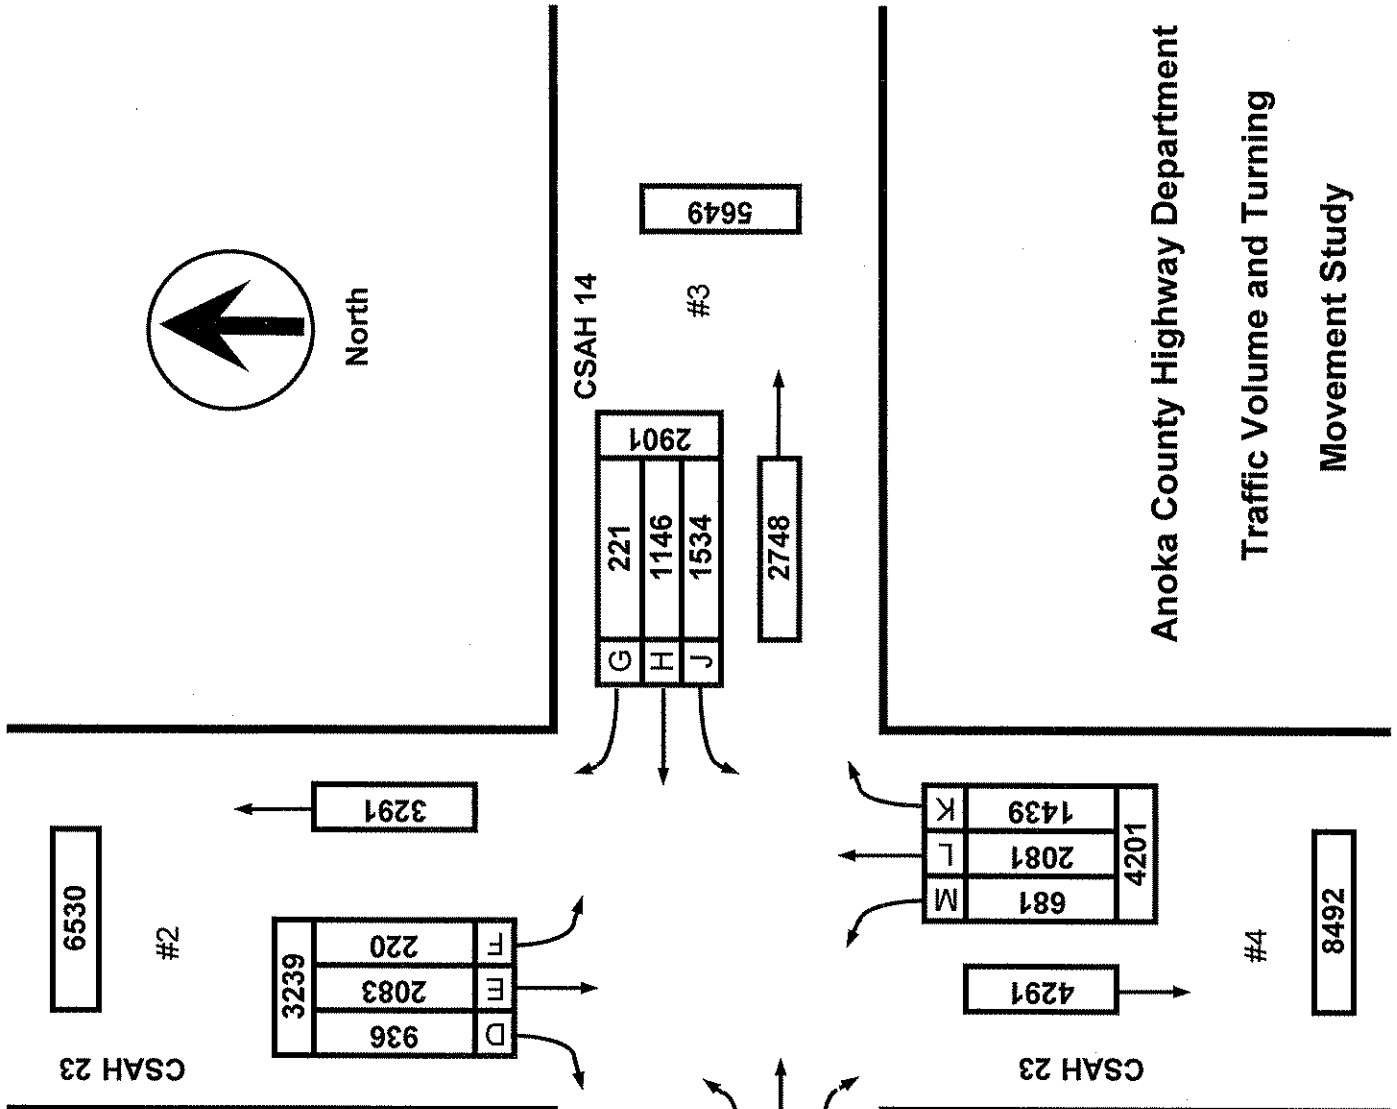 6530
#2
CSAH 23
3239
936
2083
220
D
E
F
3291
North
CSAH 14
G 221
H 1146
J 1534
2901
2748
5649
#3
M
L
K
681
2081
1439
4201
4291
CSAH 23
#4
8492
Anoka County Highway Department
Traffic Volume and Turning
Movement Study